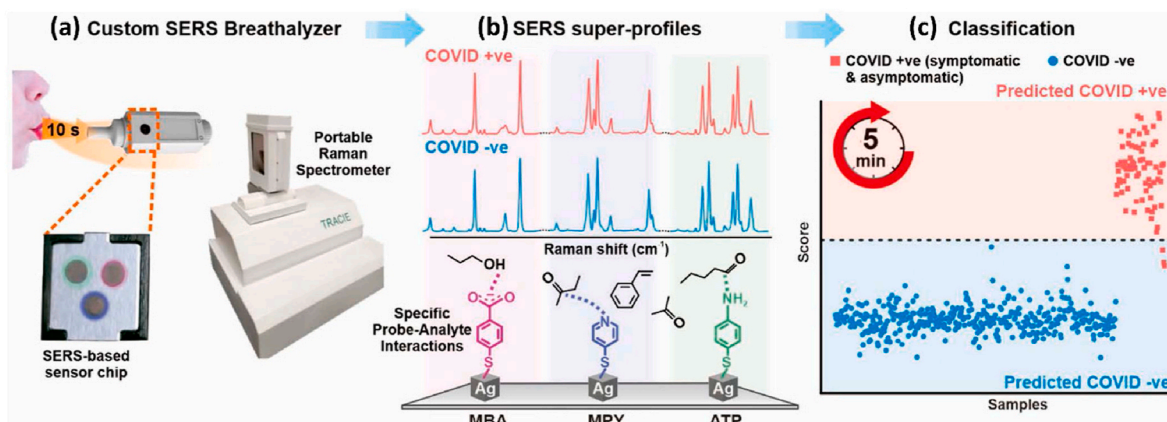 (a) Custom SERS Breathalyzer
10 s
Portable
Raman
Spectrometer
TRACIE
SERS-based
sensor chip
(b) SERS super-profiles
COVID +ve
COVID -ve
Raman shift (cm⁻¹)
OH
O
O
O
O
O
NH₂
N
Specific
Probe-Analyte
Interactions
S
S
S
Ag
Ag
Ag
MBA
MPY
ATP
(c) Classification
COVID +ve (symptomatic
& asymptomatic)
COVID -ve
Predicted COVID +ve
5
min
Score
Predicted COVID -ve
Samples